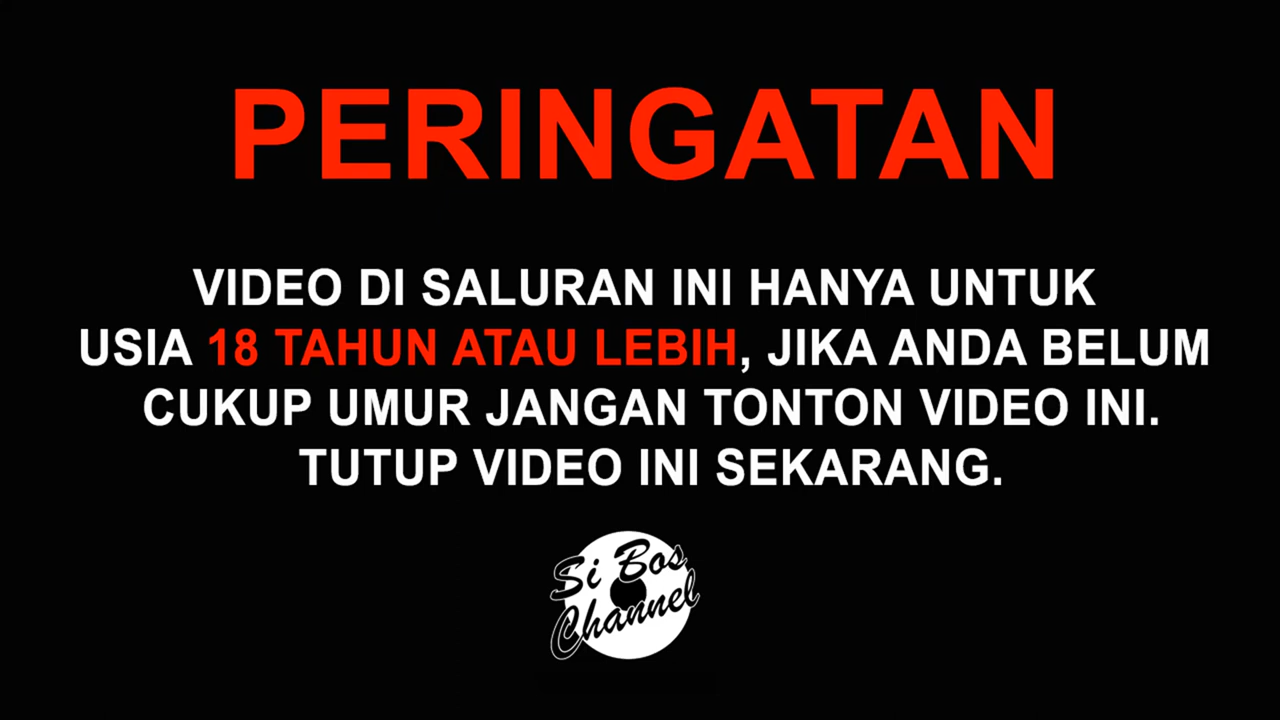 PERINGATAN
VIDEO DI SALURAN INI HANYA UNTUK
USIA 18 TAHUN ATAU LEBIH, JIKA ANDA BELUM
CUKUP UMUR JANGAN TONTON VIDEO INI.
TUTUP VIDEO INI SEKARANG.
Si Bos
Channel